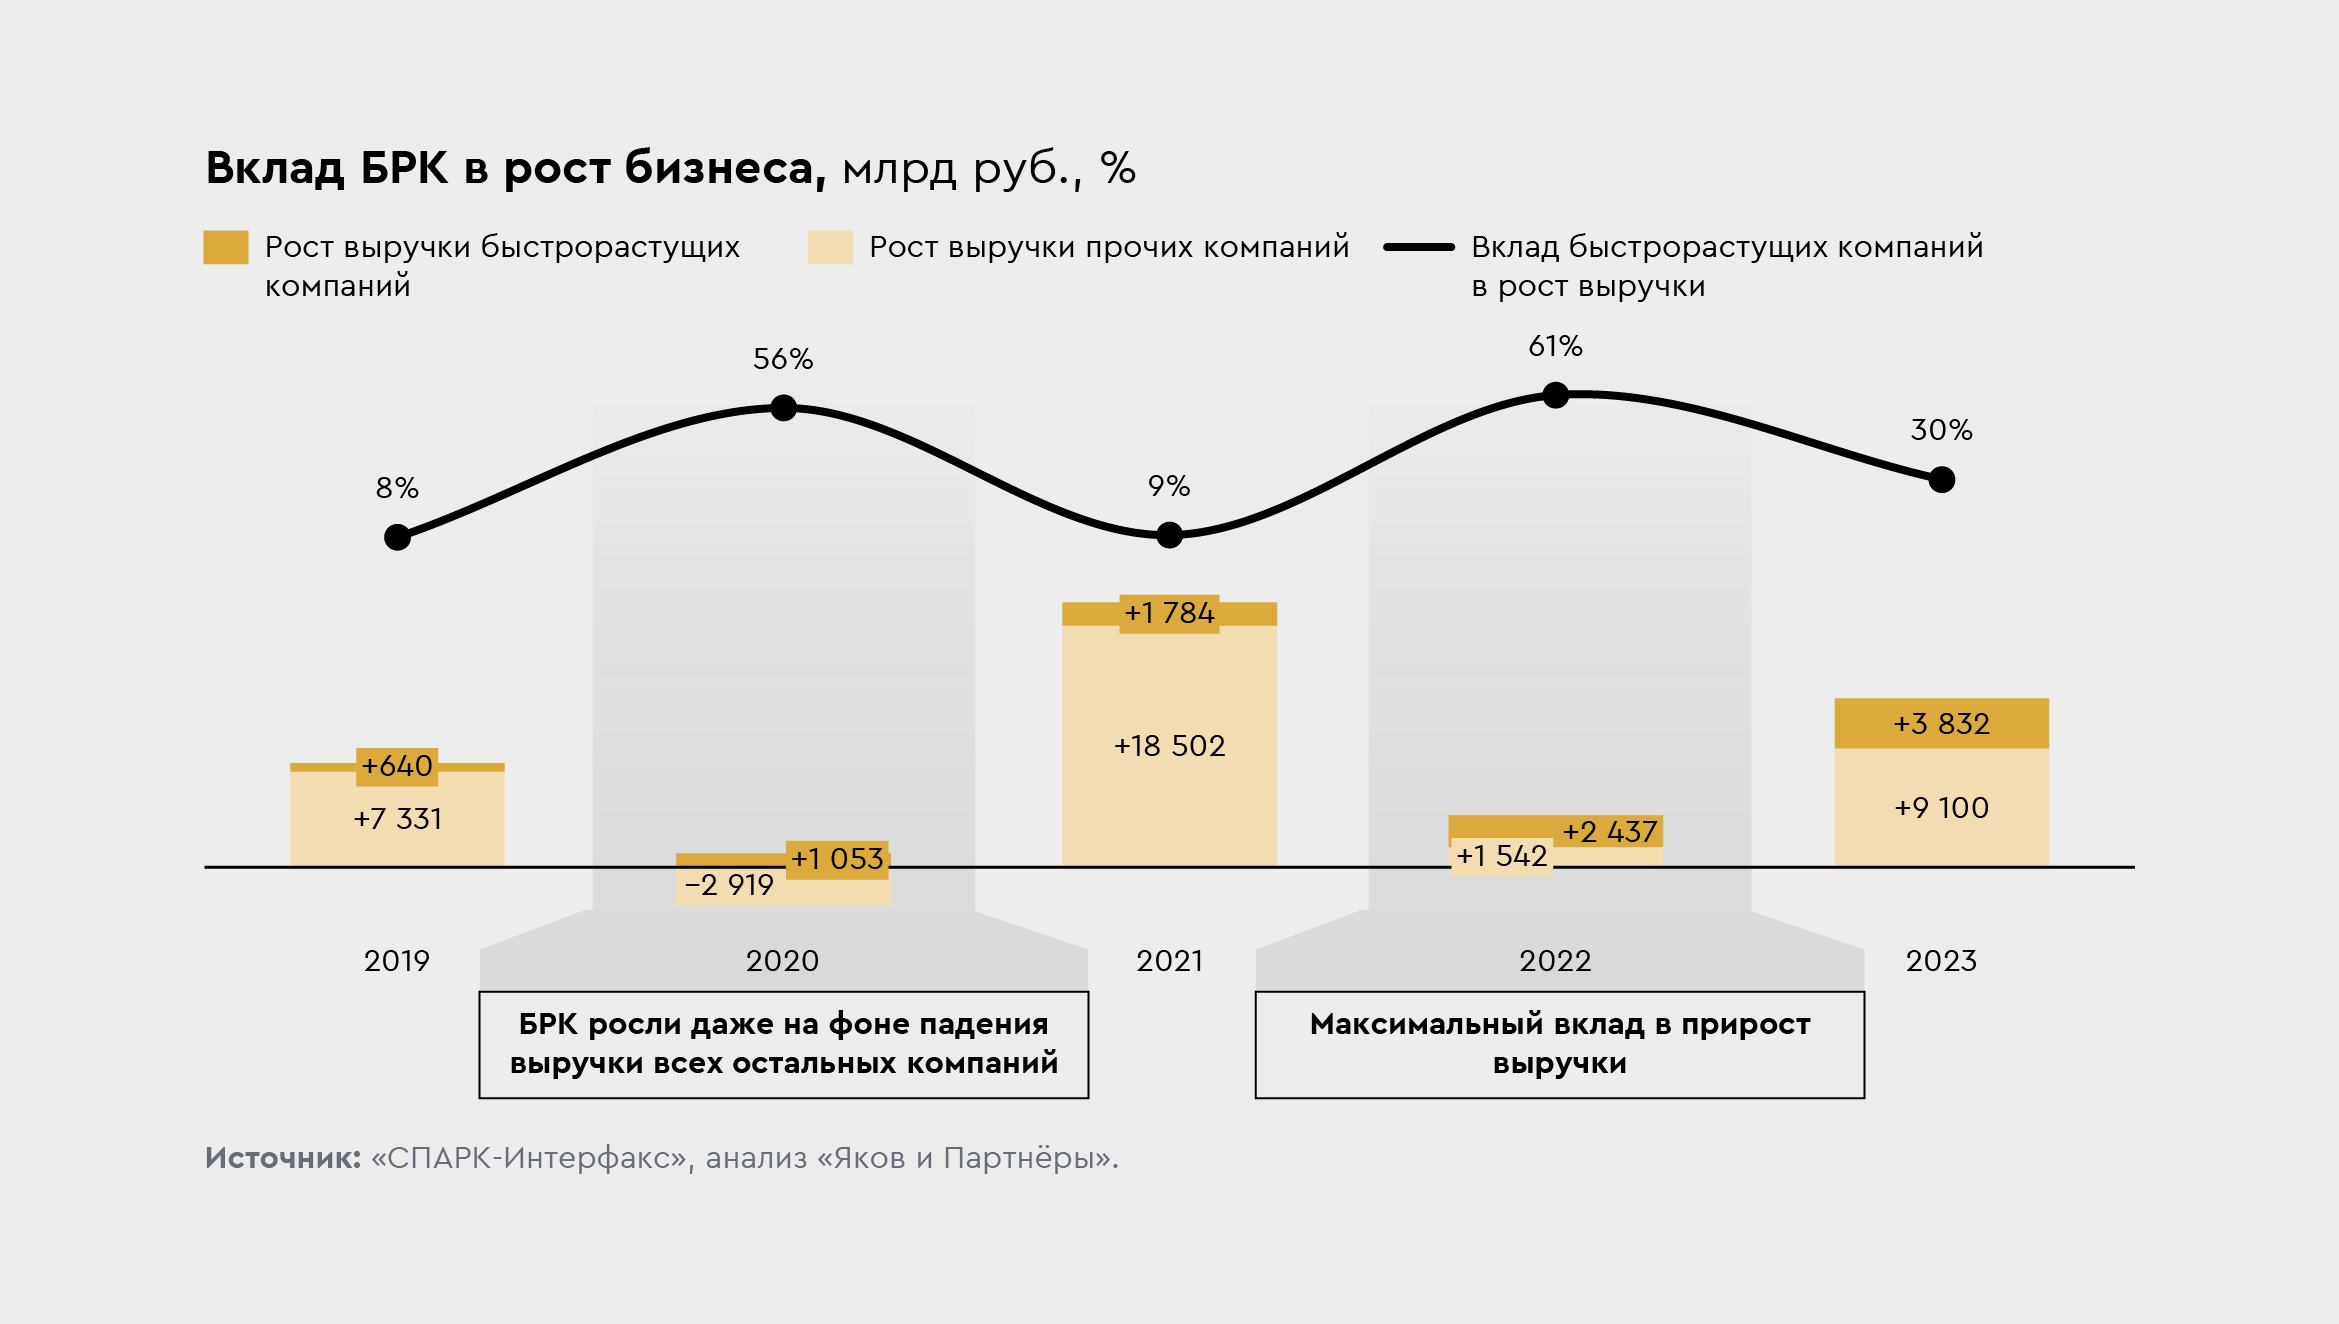 Вклад БРК в рост бизнеса, млрд руб., %
Рост выручки быстрорастущих
компаний
Рост выручки прочих компаний
Вклад быстрорастущих компаний
в рост выручки
8%
56%
9%
61%
30%
+640
+7 331
+1 053
−2 919
+1 784
+18 502
+2 437
+1 542
+3 832
+9 100
2019
2020
2021
2022
2023
БРК росли даже на фоне падения
выручки всех остальных компаний
Максимальный вклад в прирост
выручки
Источник: «СПАРК-Интерфакс», анализ «Яков и Партнёры».